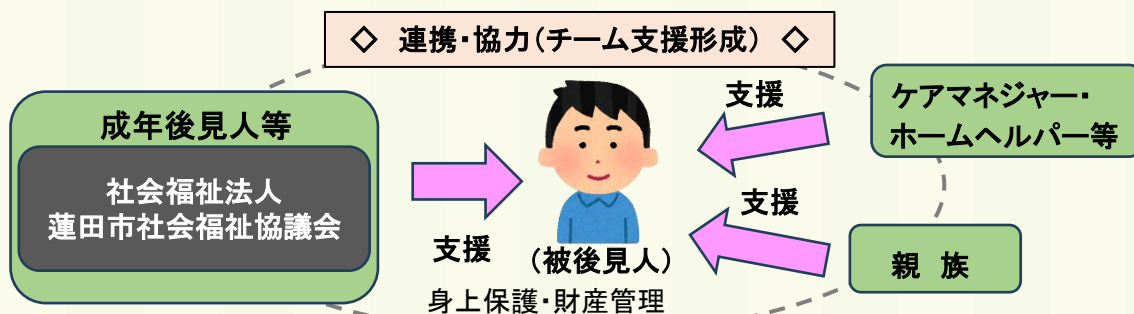 ◇ 連携・協力(チーム支援形成) ◇
成年後見人等
社会福祉法人
蓮田市社会福祉協議会
支援
(被後見人)
身上保護・財産管理
支援
ケアマネジャー・
ホームヘルパー等
支援
親 族